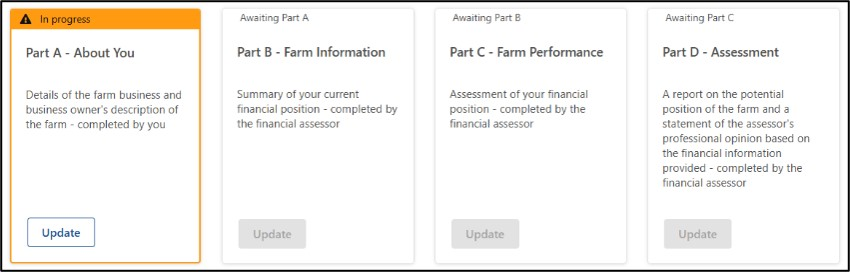 In progress
Part A - About You
Details of the farm business and
business owner's description of
the farm - completed by you
Update
Awaiting Part A
Part B - Farm Information
Summary of your current
financial position - completed by
the financial assessor
Update
Awaiting Part B
Part C - Farm Performance
Assessment of your financial
position - completed by the
financial assessor
Update
Awaiting Part C
Part D - Assessment
A report on the potential
position of the farm and a
statement of the assessor's
professional opinion based on
the financial information
provided - completed by the
financial assessor
Update